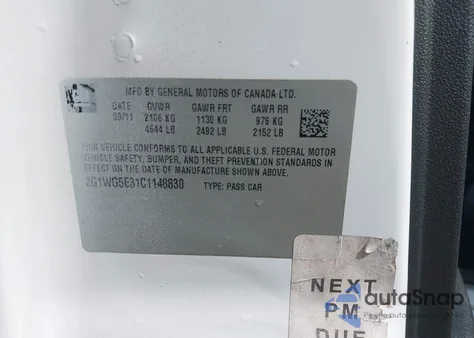 MFD BY GENERAL MOTORS OF CANADA LTD.
DATE GVWR GAWR FRT GAWR RR
09/11 2106 KG 1130 KG 976 KG
4644 LB 2492 LB 2152 LB
THIS VEHICLE CONFORMS TO ALL APPLICABLE U.S. FEDERAL MOTOR
VEHICLE SAFETY, BUMPER, AND THEFT PREVENTION STANDARDS
IN EFFECT ON THE DATE OF MANUFACTURE SHOWN ABOVE.
2G1WG5E31C1148830 TYPE: PASS CAR
NEXT
PM
DUE
autoSnap